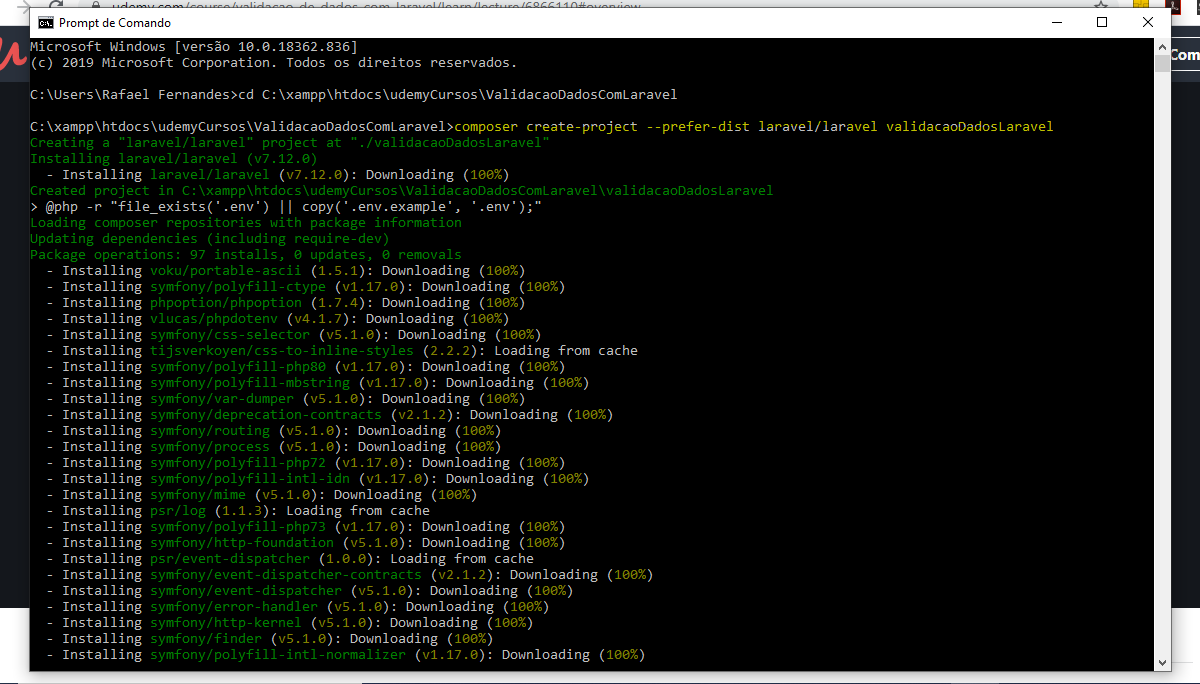 udemy.com/course/validacao-de-dados-com-laravel/learn/lecture/6866110#overview
Prompt de Comando
Microsoft Windows [versão 10.0.18362.836]
(c) 2019 Microsoft Corporation. Todos os direitos reservados.
C:\Users\Rafael Fernandes>cd C:\xampp\htdocs\udemyCursos\ValidacaoDadosComLaravel
C:\xampp\htdocs\udemyCursos\ValidacaoDadosComLaravel>composer create-project --prefer-dist laravel/laravel validacaoDadosLaravel
Creating a "laravel/laravel" project at "./validacaoDadosLaravel"
Installing laravel/laravel (v7.12.0)
  - Installing laravel/laravel (v7.12.0): Downloading (100%)
Created project in C:\xampp\htdocs\udemyCursos\ValidacaoDadosComLaravel\validacaoDadosLaravel
> @php -r "file_exists('.env') || copy('.env.example', '.env');"
Loading composer repositories with package information
Updating dependencies (including require-dev)
Package operations: 97 installs, 0 updates, 0 removals
  - Installing voku/portable-ascii (1.5.1): Downloading (100%)
  - Installing symfony/polyfill-ctype (v1.17.0): Downloading (100%)
  - Installing phpoption/phpoption (1.7.4): Downloading (100%)
  - Installing vlucas/phpdotenv (v4.1.7): Downloading (100%)
  - Installing symfony/css-selector (v5.1.0): Downloading (100%)
  - Installing tijsverkoyen/css-to-inline-styles (2.2.2): Loading from cache
  - Installing symfony/polyfill-php80 (v1.17.0): Downloading (100%)
  - Installing symfony/polyfill-mbstring (v1.17.0): Downloading (100%)
  - Installing symfony/var-dumper (v5.1.0): Downloading (100%)
  - Installing symfony/deprecation-contracts (v2.1.2): Downloading (100%)
  - Installing symfony/routing (v5.1.0): Downloading (100%)
  - Installing symfony/process (v5.1.0): Downloading (100%)
  - Installing symfony/polyfill-php72 (v1.17.0): Downloading (100%)
  - Installing symfony/polyfill-intl-idn (v1.17.0): Downloading (100%)
  - Installing symfony/mime (v5.1.0): Downloading (100%)
  - Installing psr/log (1.1.3): Loading from cache
  - Installing symfony/polyfill-php73 (v1.17.0): Downloading (100%)
  - Installing symfony/http-foundation (v5.1.0): Downloading (100%)
  - Installing psr/event-dispatcher (1.0.0): Loading from cache
  - Installing symfony/event-dispatcher-contracts (v2.1.2): Downloading (100%)
  - Installing symfony/event-dispatcher (v5.1.0): Downloading (100%)
  - Installing symfony/error-handler (v5.1.0): Downloading (100%)
  - Installing symfony/http-kernel (v5.1.0): Downloading (100%)
  - Installing symfony/finder (v5.1.0): Downloading (100%)
  - Installing symfony/polyfill-intl-normalizer (v1.17.0): Downloading (100%)
Com